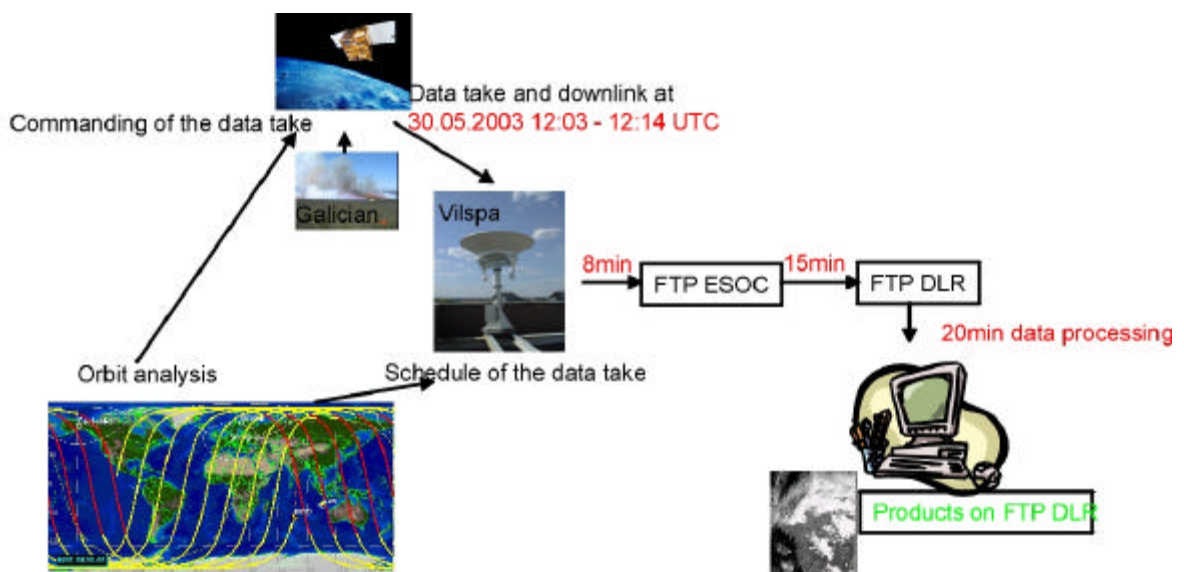 Data take and downlink at
30.05.2003 12:03 - 12:14 UTC
Commanding of the data take
Galician
Vilspa
8min
FTP ESOC
15min
FTP DLR
20min data processing
Orbit analysis
Schedule of the data take
Products on FTP DLR